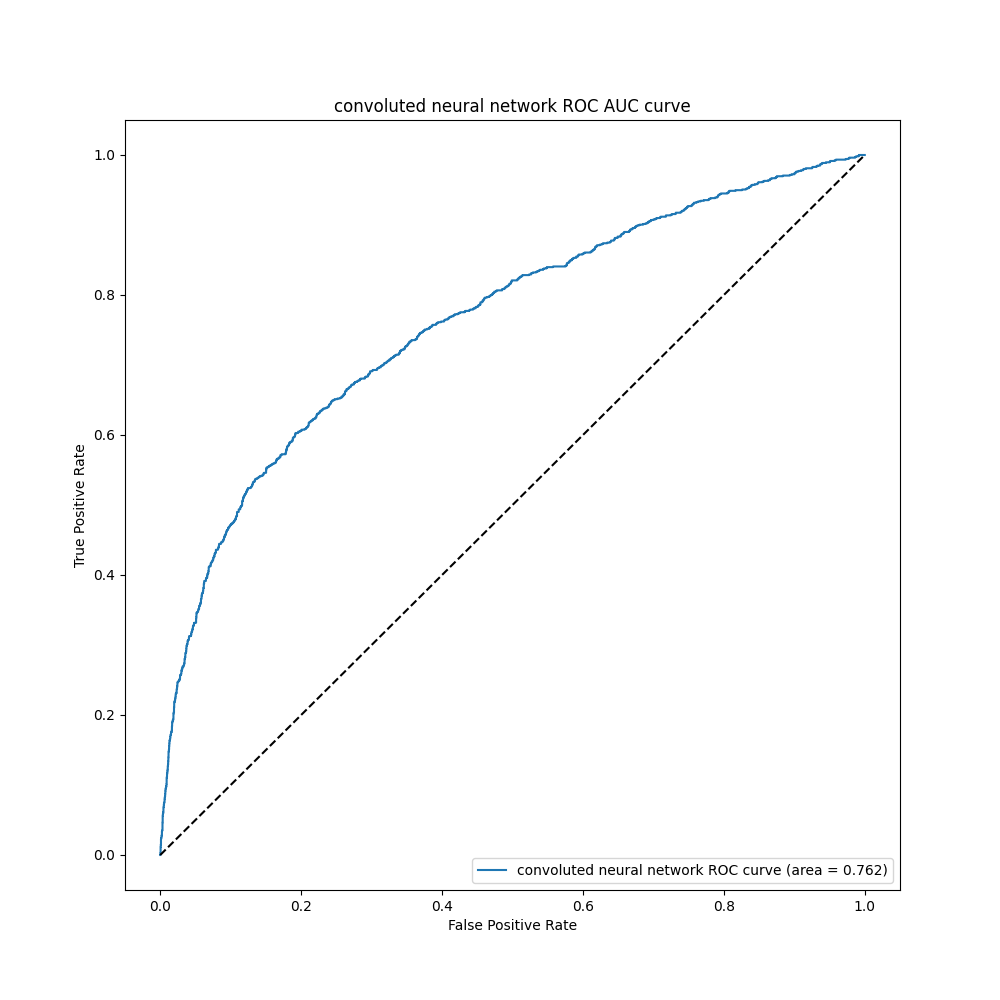 convoluted neural network ROC AUC curve
1.0
0.8
0.6
0.4
0.2
0.0
True Positive Rate
convoluted neural network ROC curve (area = 0.762)
0.0 0.2 0.4 0.6 0.8 1.0
False Positive Rate